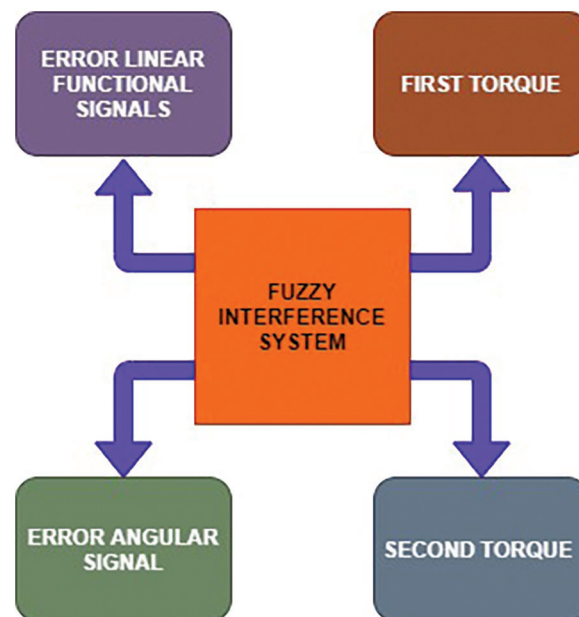 ERROR LINEAR
FUNCTIONAL
SIGNALS
FIRST TORQUE
FUZZY
INTERFERENCE
SYSTEM
ERROR ANGULAR
SIGNAL
SECOND TORQUE